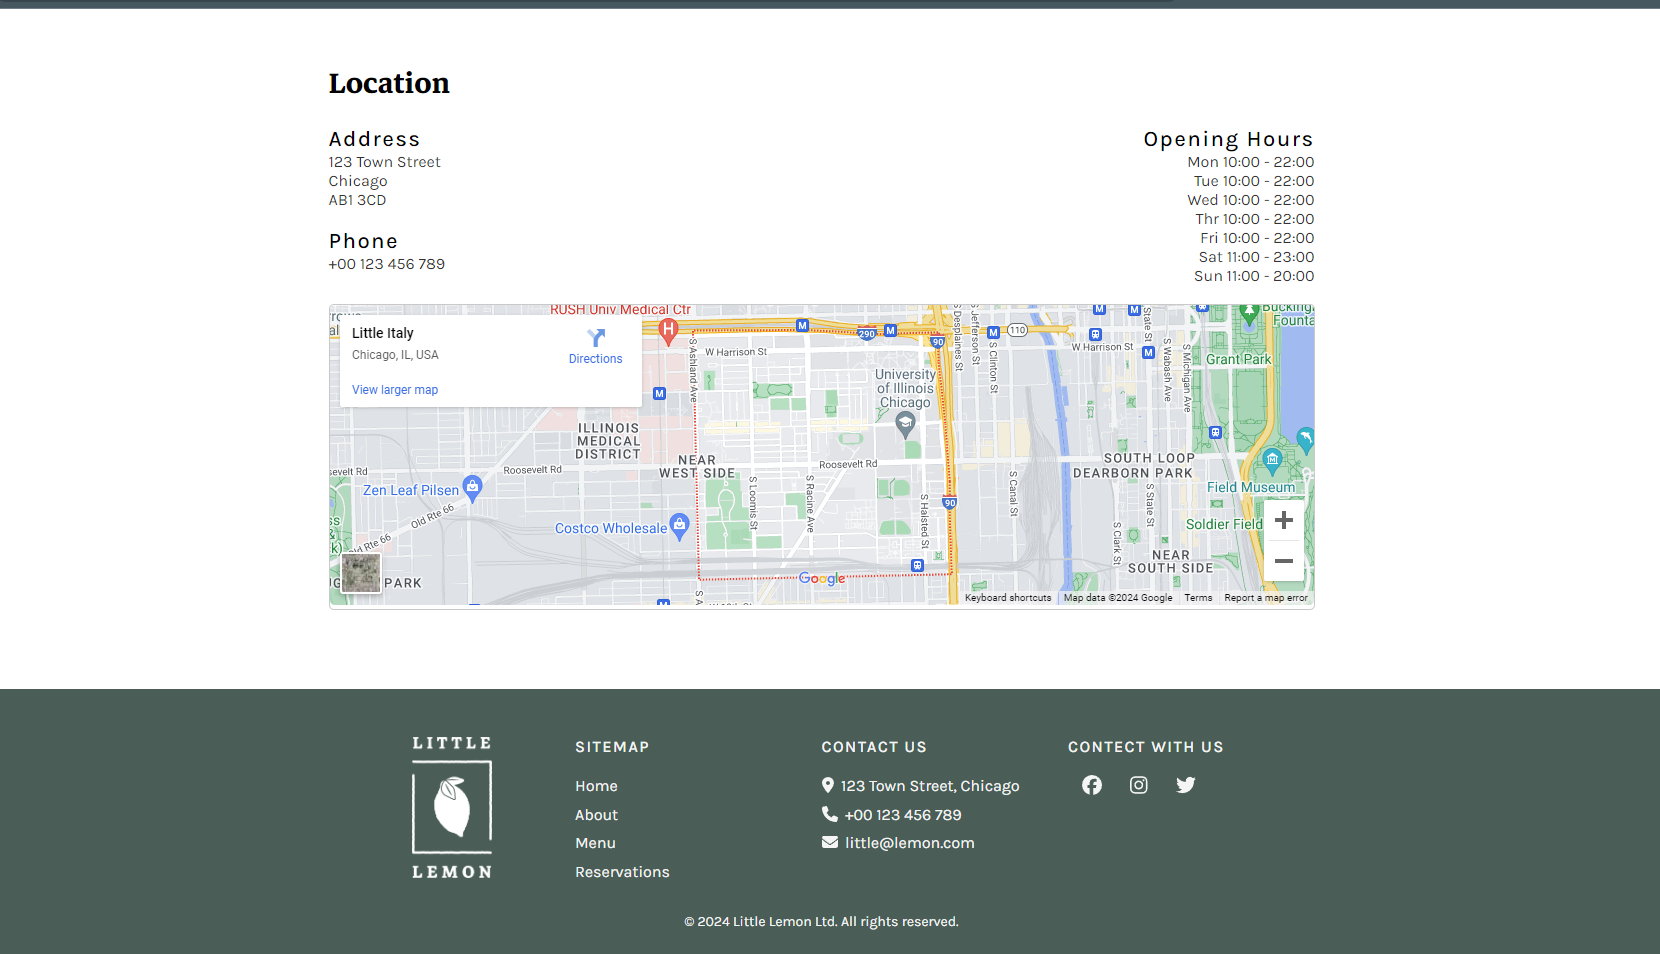 Location
Address
123 Town Street
Chicago
AB1 3CD
Phone
+00 123 456 789
Opening Hours
Mon 10:00 - 22:00
Tue 10:00 - 22:00
Wed 10:00 - 22:00
Thr 10:00 - 22:00
Fri 10:00 - 22:00
Sat 11:00 - 23:00
Sun 11:00 - 20:00
Little Italy
Chicago, IL, USA
View larger map
Directions
RUSH Univ Medical Ctr
H
290
90
110
W Harrison St
W Harrison St
S Ashland Ave
S Desplaines St
S Jefferson St
S Clinton St
State St
S Wabash Ave
S Michigan Ave
Grant Park
University
of Illinois
Chicago
ILLINOIS
MEDICAL
DISTRICT
NEAR
WEST SIDE
Roosevelt Rd
Roosevelt Rd
SOUTH LOOP
DEARBORN PARK
Field Museum
Zen Leaf Pilsen
Old Rte 66
Costco Wholesale
S Loomis St
S Racine Ave
S Halsted St
90
S Canal St
S State St
S Clark St
Soldier Field
NEAR
SOUTH SIDE
PARK
Google
Keyboard shortcuts
Map data ©2024 Google
Terms
Report a map error
LITTLE
LEMON
SITEMAP
Home
About
Menu
Reservations
CONTACT US
123 Town Street, Chicago
+00 123 456 789
little@lemon.com
CONTECT WITH US
© 2024 Little Lemon Ltd. All rights reserved.